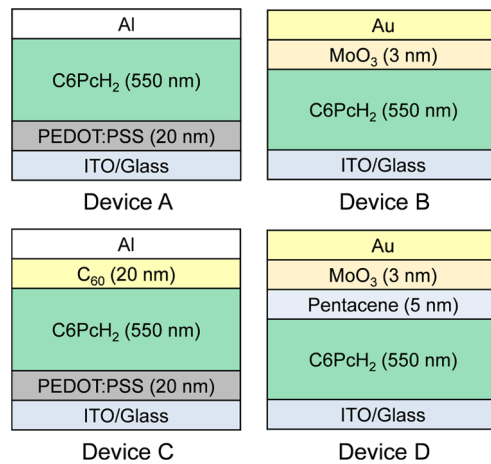 Al
C6PcH₂ (550 nm)
PEDOT:PSS (20 nm)
ITO/Glass
Device A
Au
MoO₃ (3 nm)
C6PcH₂ (550 nm)
ITO/Glass
Device B
Al
C₆₀ (20 nm)
C6PcH₂ (550 nm)
PEDOT:PSS (20 nm)
ITO/Glass
Device C
Au
MoO₃ (3 nm)
Pentacene (5 nm)
C6PcH₂ (550 nm)
ITO/Glass
Device D